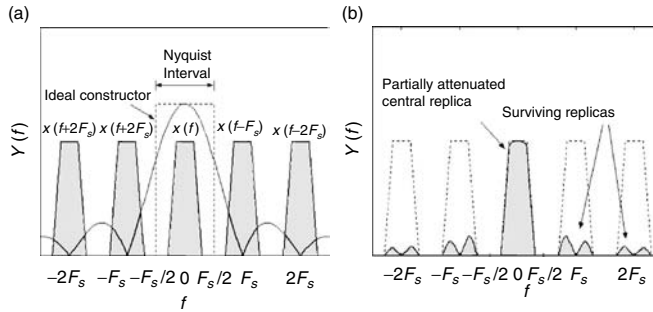 (a)
Nyquist
Interval
Ideal constructor
x(f+2Fs) x(f+2Fs) x(f) x(f−Fs) x(f−2Fs)
Y(f)
−2Fs −Fs −Fs/2 0 Fs/2 Fs 2Fs
f
(b)
Partially attenuated
central replica
Surviving replicas
Y(f)
−2Fs −Fs −Fs/2 0 Fs/2 Fs 2Fs
f